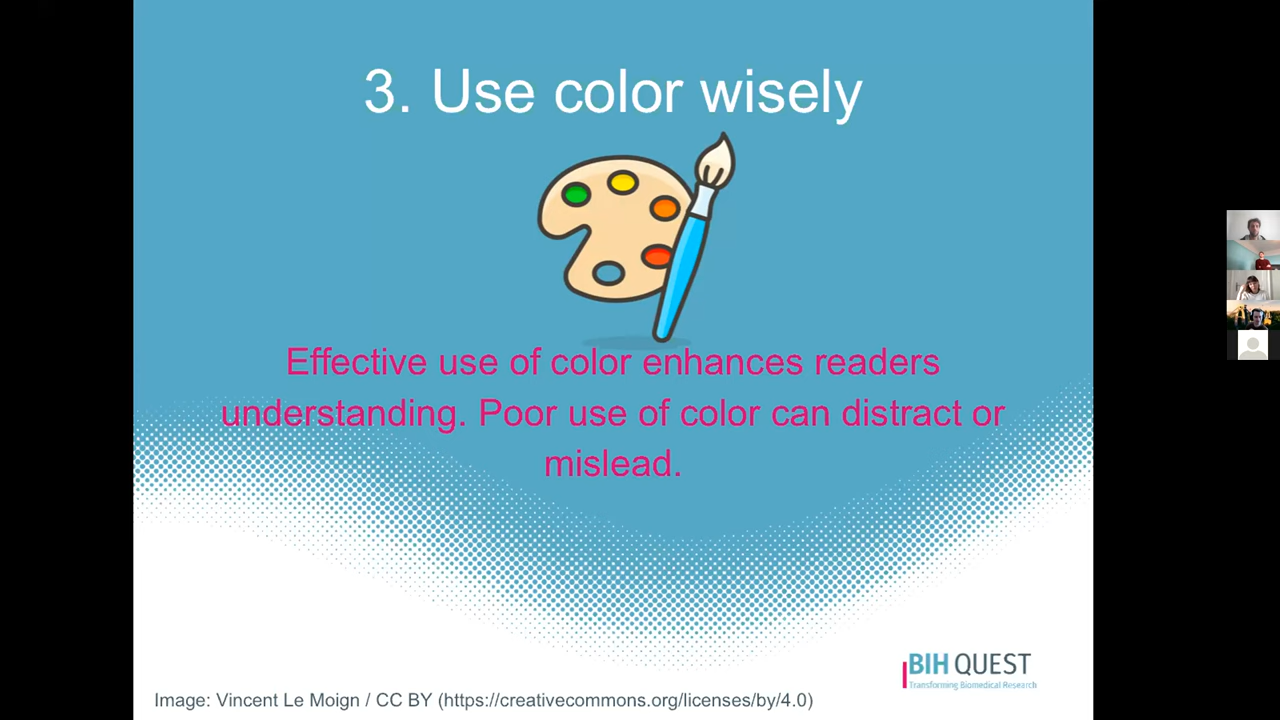 3. Use color wisely
Effective use of color enhances readers
understanding. Poor use of color can distract or
mislead.
BIH QUEST
Transforming Biomedical Research
Image: Vincent Le Moign / CC BY (https://creativecommons.org/licenses/by/4.0)